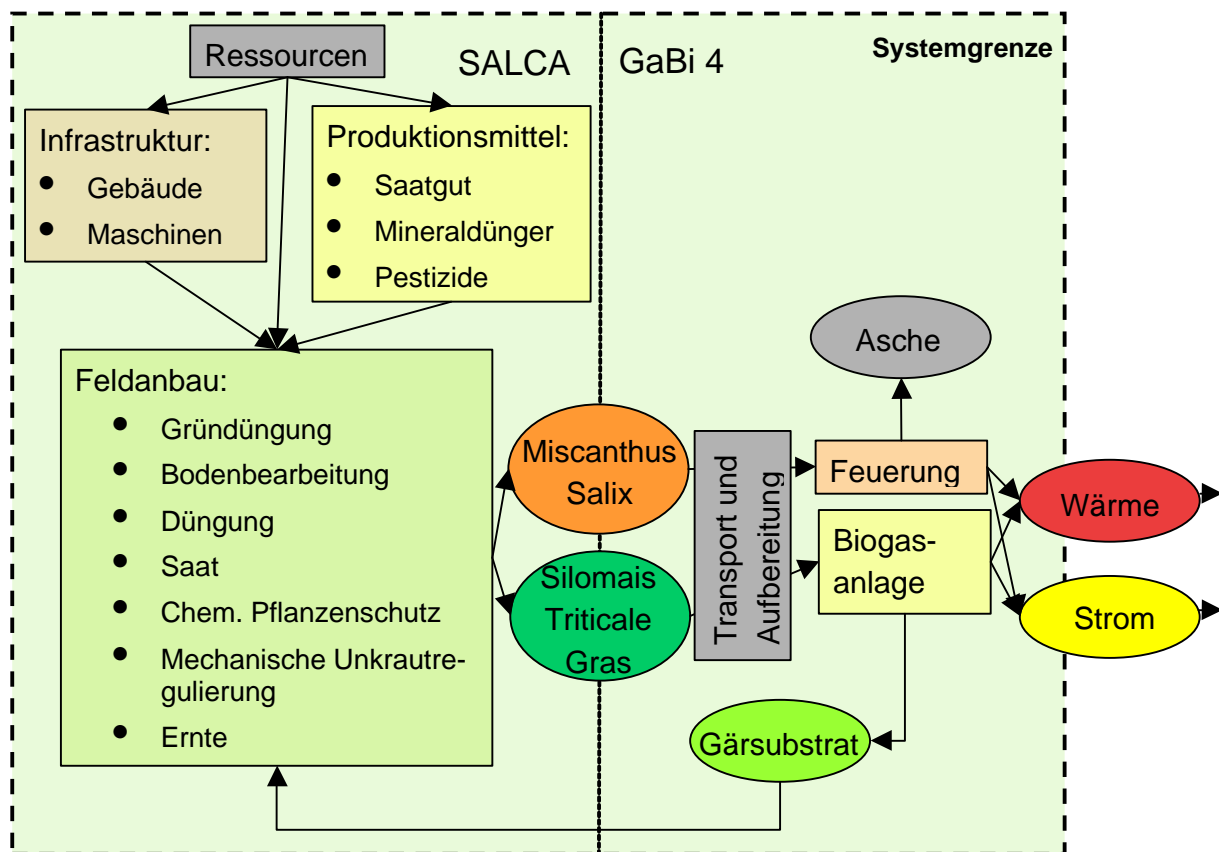 Ressourcen
SALCA
GaBi 4
Systemgrenze
Infrastruktur:
• Gebäude
• Maschinen
Produktionsmittel:
• Saatgut
• Mineraldünger
• Pestizide
Feldanbau:
• Gründüngung
• Bodenbearbeitung
• Düngung
• Saat
• Chem. Pflanzenschutz
• Mechanische Unkrautre-
gulierung
• Ernte
Miscanthus
Salix
Silomais
Triticale
Gras
Transport und
Aufbereitung
Asche
Feuerung
Biogas-
anlage
Gärsubstrat
Wärme
Strom